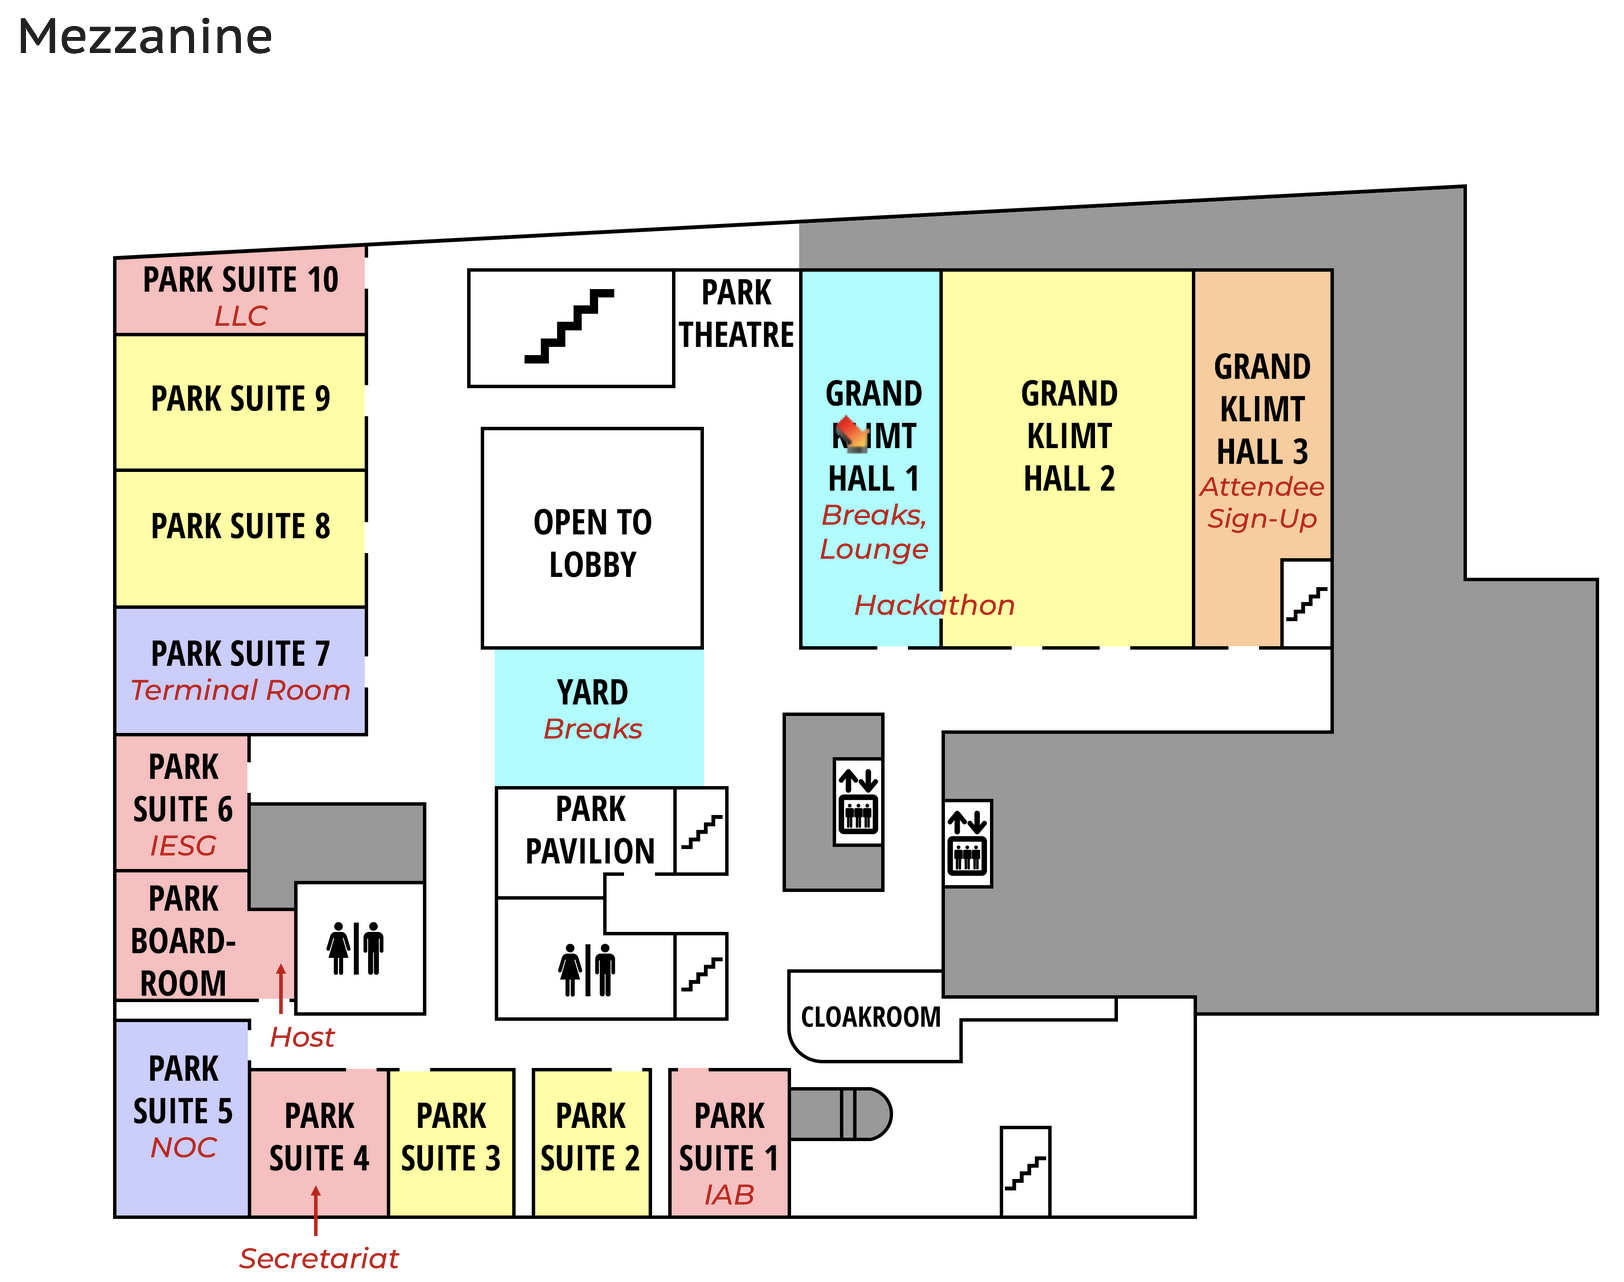 Mezzanine
PARK SUITE 10
LLC
PARK SUITE 9
PARK SUITE 8
PARK SUITE 7
Terminal Room
PARK
SUITE 6
IESG
PARK
BOARD-
ROOM
Host
PARK
SUITE 5
NOC
PARK
SUITE 4
Secretariat
PARK
SUITE 3
PARK
SUITE 2
PARK
SUITE 1
IAB
PARK
THEATRE
OPEN TO
LOBBY
YARD
Breaks
PARK
PAVILION
CLOAKROOM
GRAND
KLIMT
HALL 1
Breaks,
Lounge
Hackathon
GRAND
KLIMT
HALL 2
GRAND
KLIMT
HALL 3
Attendee
Sign-Up